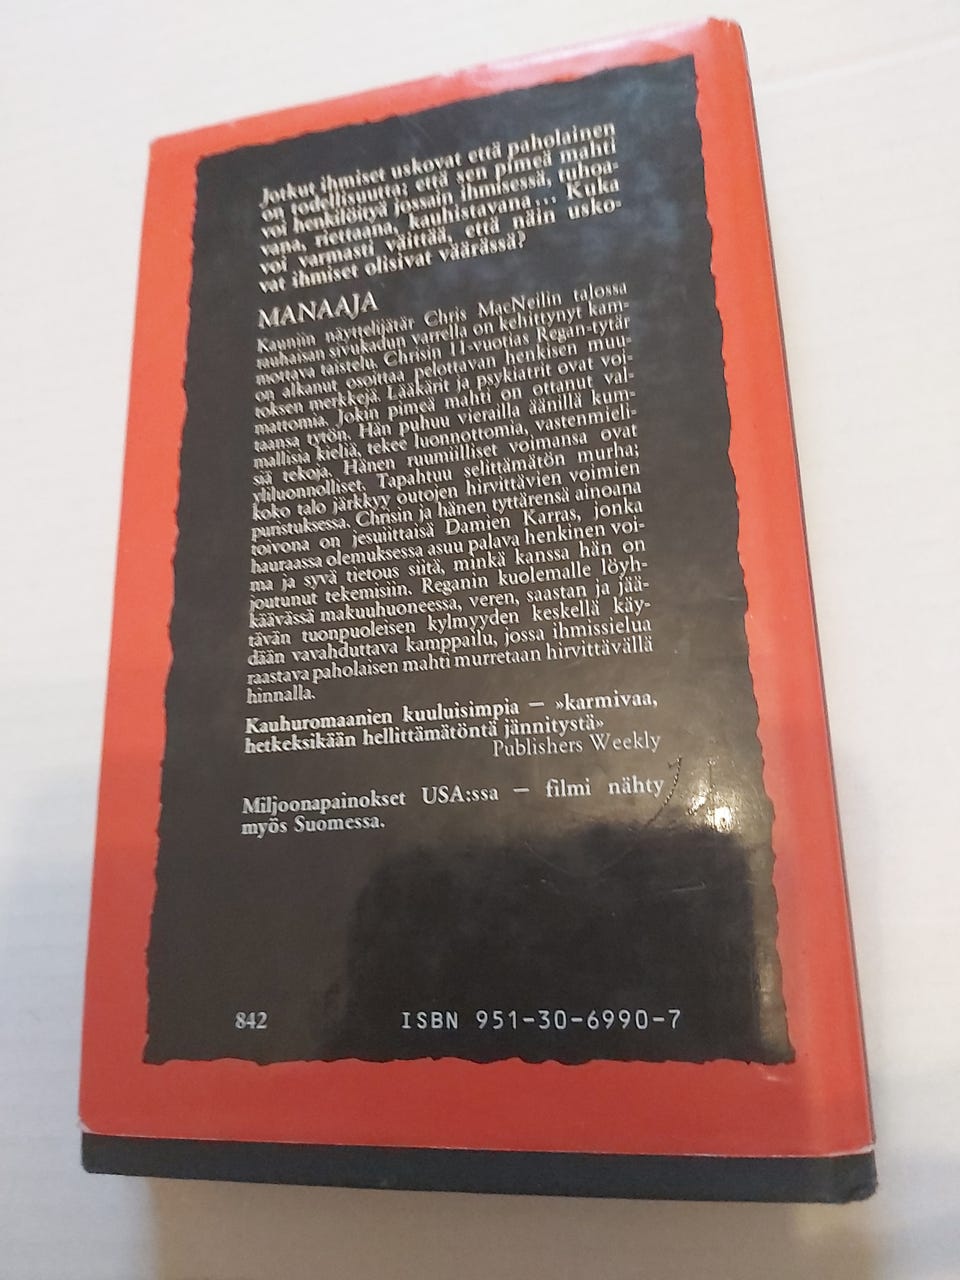 Jotkut ihmiset uskovat että paholainen
on todellisuutta; että sen pimeä mahti
voi henkilöityä jossain ihmisessä, tuhoa-
vana, riettaana, kauhistavana... Kuka
voi varmasti väittää, että näin usko-
vat ihmiset olisivat väärässä?
MANAAJA
Kauniin näyttelijätär Chris MacNeilin talossa
rauhaisan sivukadun varrella on kehittynyt kam-
mottava taistelu. Chrisin 11-vuotias Regan-tytär
on alkanut osoittaa pelottavan henkisen muu-
toksen merkkejä. Lääkärit ja psykiatrit ovat voi-
mattomia. Jokin pimeä mahti on ottanut val-
taansa tytön. Hän puhuu vierailla äänillä kum-
mallisia kieliä, tekee luonnottomia, vastenmieli-
siä tekoja. Hänen ruumiilliset voimansa ovat
yliluonnolliset. Tapahtuu selittämätön murha;
koko talo järkkyy outojen hirvittävien voimien
puristuksessa. Chrisin ja hänen tyttärensä ainoana
toivona on jesuiittaisä Damien Karras, jonka
hauraassa olemuksessa asuu palava henkinen voi-
ma ja syvä tietous siitä, minkä kanssa hän on
joutunut tekemisiin. Reganin kuolemalle löyh-
käävässä makuuhuoneessa, veren, saastan ja jää-
tävän tuonpuoleisen kylmyyden keskellä käy-
dään vavahduttava kamppailu, jossa ihmissielua
raastava paholaisen mahti murretaan hirvittävällä
hinnalla.
Kauhuromaanien kuuluisimpia – »karmivaa,
hetkeksikään hellittämätöntä jännitystä»
Publishers Weekly
Miljoonapainokset USA:ssa – filmi nähty
myös Suomessa.
842 ISBN 951-30-6990-7